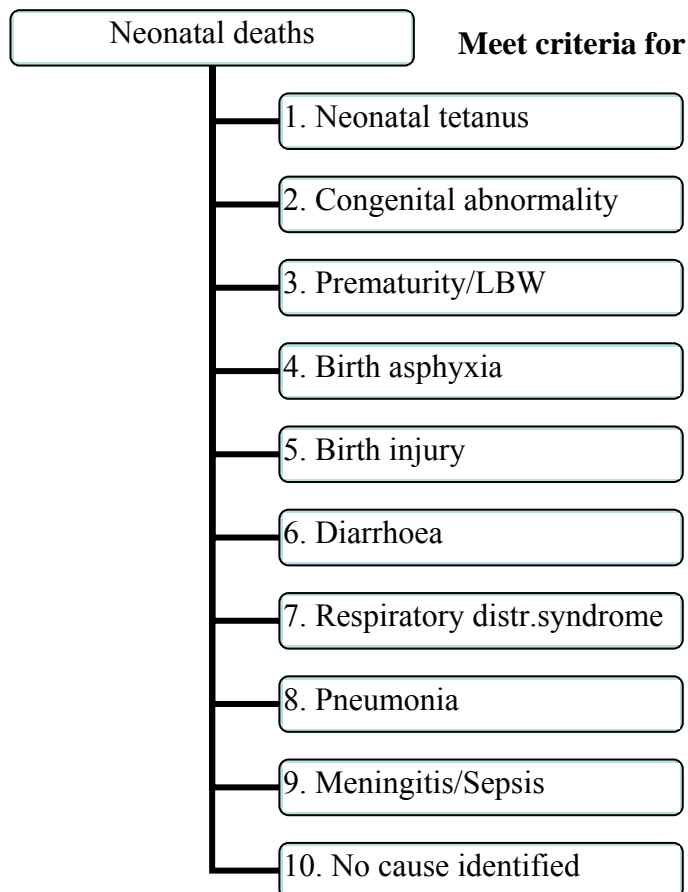 Neonatal deaths
Meet criteria for
1. Neonatal tetanus
2. Congenital abnormality
3. Prematurity/LBW
4. Birth asphyxia
5. Birth injury
6. Diarrhoea
7. Respiratory distr.syndrome
8. Pneumonia
9. Meningitis/Sepsis
10. No cause identified